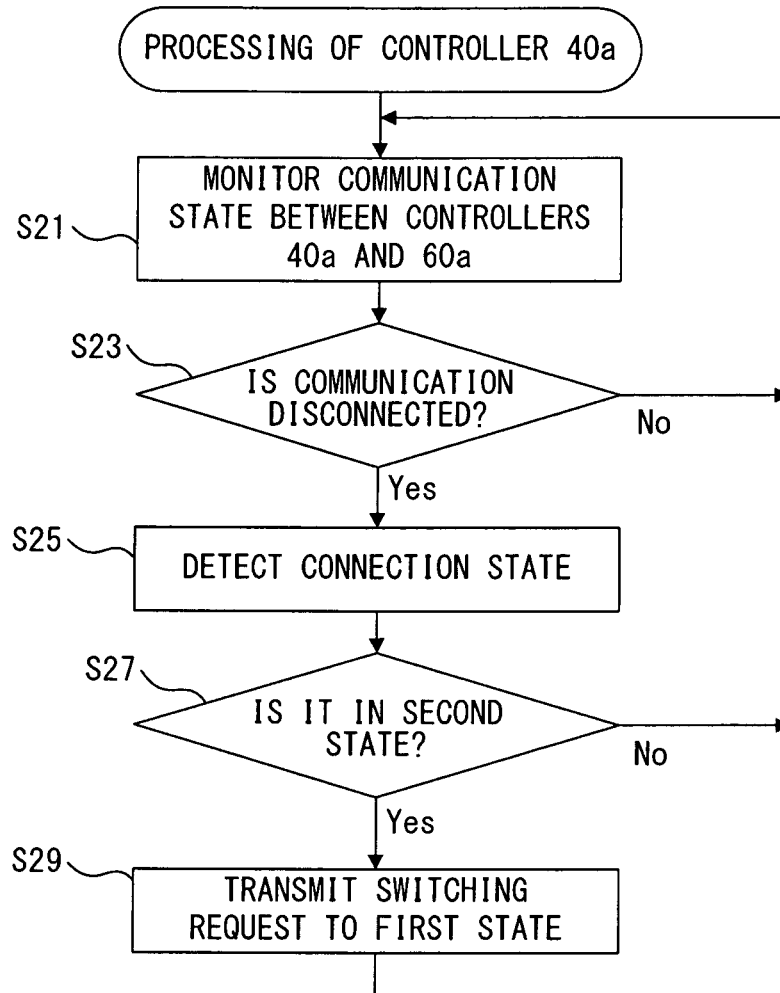 PROCESSING OF CONTROLLER 40a
S21
MONITOR COMMUNICATION
STATE BETWEEN CONTROLLERS
40a AND 60a
S23
IS COMMUNICATION
DISCONNECTED?
No
Yes
S25
DETECT CONNECTION STATE
S27
IS IT IN SECOND
STATE?
No
Yes
S29
TRANSMIT SWITCHING
REQUEST TO FIRST STATE